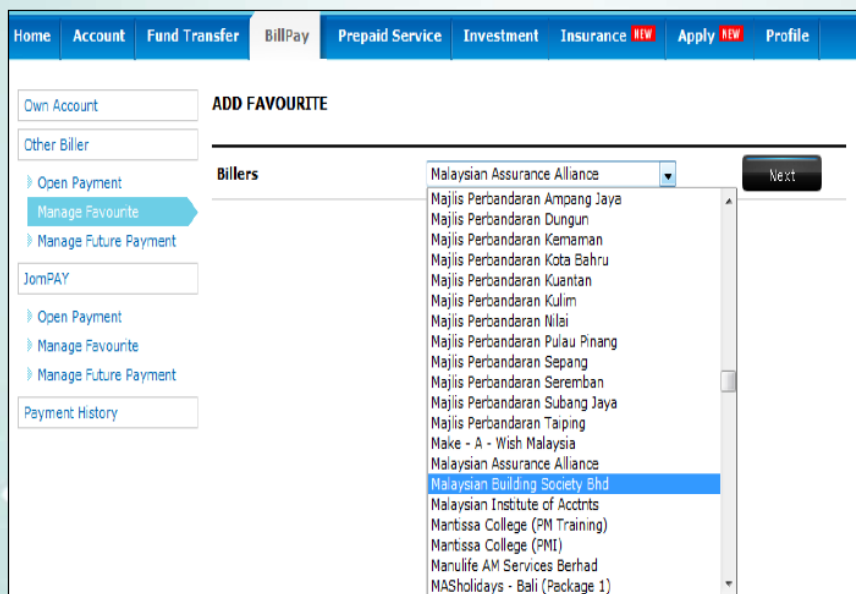 Home Account Fund Transfer BillPay Prepaid Service Investment Insurance NEW Apply NEW Profile
Own Account
Other Biller
Open Payment
Manage Favourite
Manage Future Payment
JomPAY
Open Payment
Manage Favourite
Manage Future Payment
Payment History
ADD FAVOURITE
Billers Malaysian Assurance Alliance Next
Majlis Perbandaran Ampang Jaya
Majlis Perbandaran Dungun
Majlis Perbandaran Kemaman
Majlis Perbandaran Kota Bahru
Majlis Perbandaran Kuantan
Majlis Perbandaran Kulim
Majlis Perbandaran Nilai
Majlis Perbandaran Pulau Pinang
Majlis Perbandaran Sepang
Majlis Perbandaran Seremban
Majlis Perbandaran Subang Jaya
Majlis Perbandaran Taiping
Make - A - Wish Malaysia
Malaysian Assurance Alliance
Malaysian Building Society Bhd
Malaysian Institute of Acctnts
Mantissa College (PM Training)
Mantissa College (PMI)
Manulife AM Services Berhad
MASholidays - Bali (Package 1)